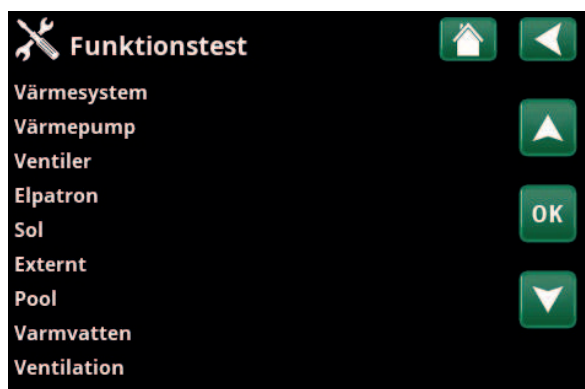 Funktionstest
Värmesystem
Värmepump
Ventiler
Elpatron
Sol
Externt
Pool
Varmvatten
Ventilation
OK